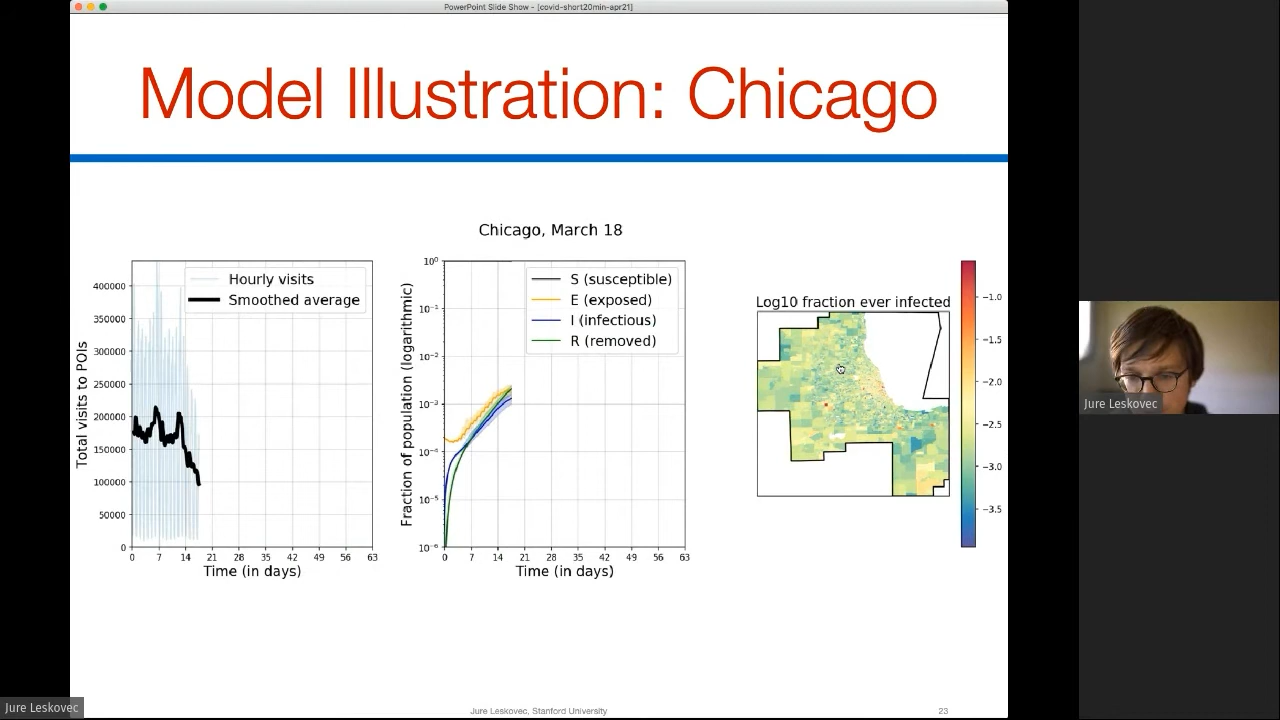 PowerPoint Slide Show - [covid-short20min-apr21]
Model Illustration: Chicago
Chicago, March 18
Hourly visits
Smoothed average
Total visits to POIs
400000
350000
300000
250000
200000
150000
100000
50000
0
0 7 14 21 28 35 42 49 56 63
Time (in days)
S (susceptible)
E (exposed)
I (infectious)
R (removed)
Fraction of population (logarithmic)
10⁰
10⁻¹
10⁻²
10⁻³
10⁻⁴
10⁻⁵
10⁻⁶
0 7 14 21 28 35 42 49 56 63
Time (in days)
Log10 fraction ever infected
−1.0
−1.5
−2.0
−2.5
−3.0
−3.5
Jure Leskovec, Stanford University
23
Jure Leskovec
Jure Leskovec